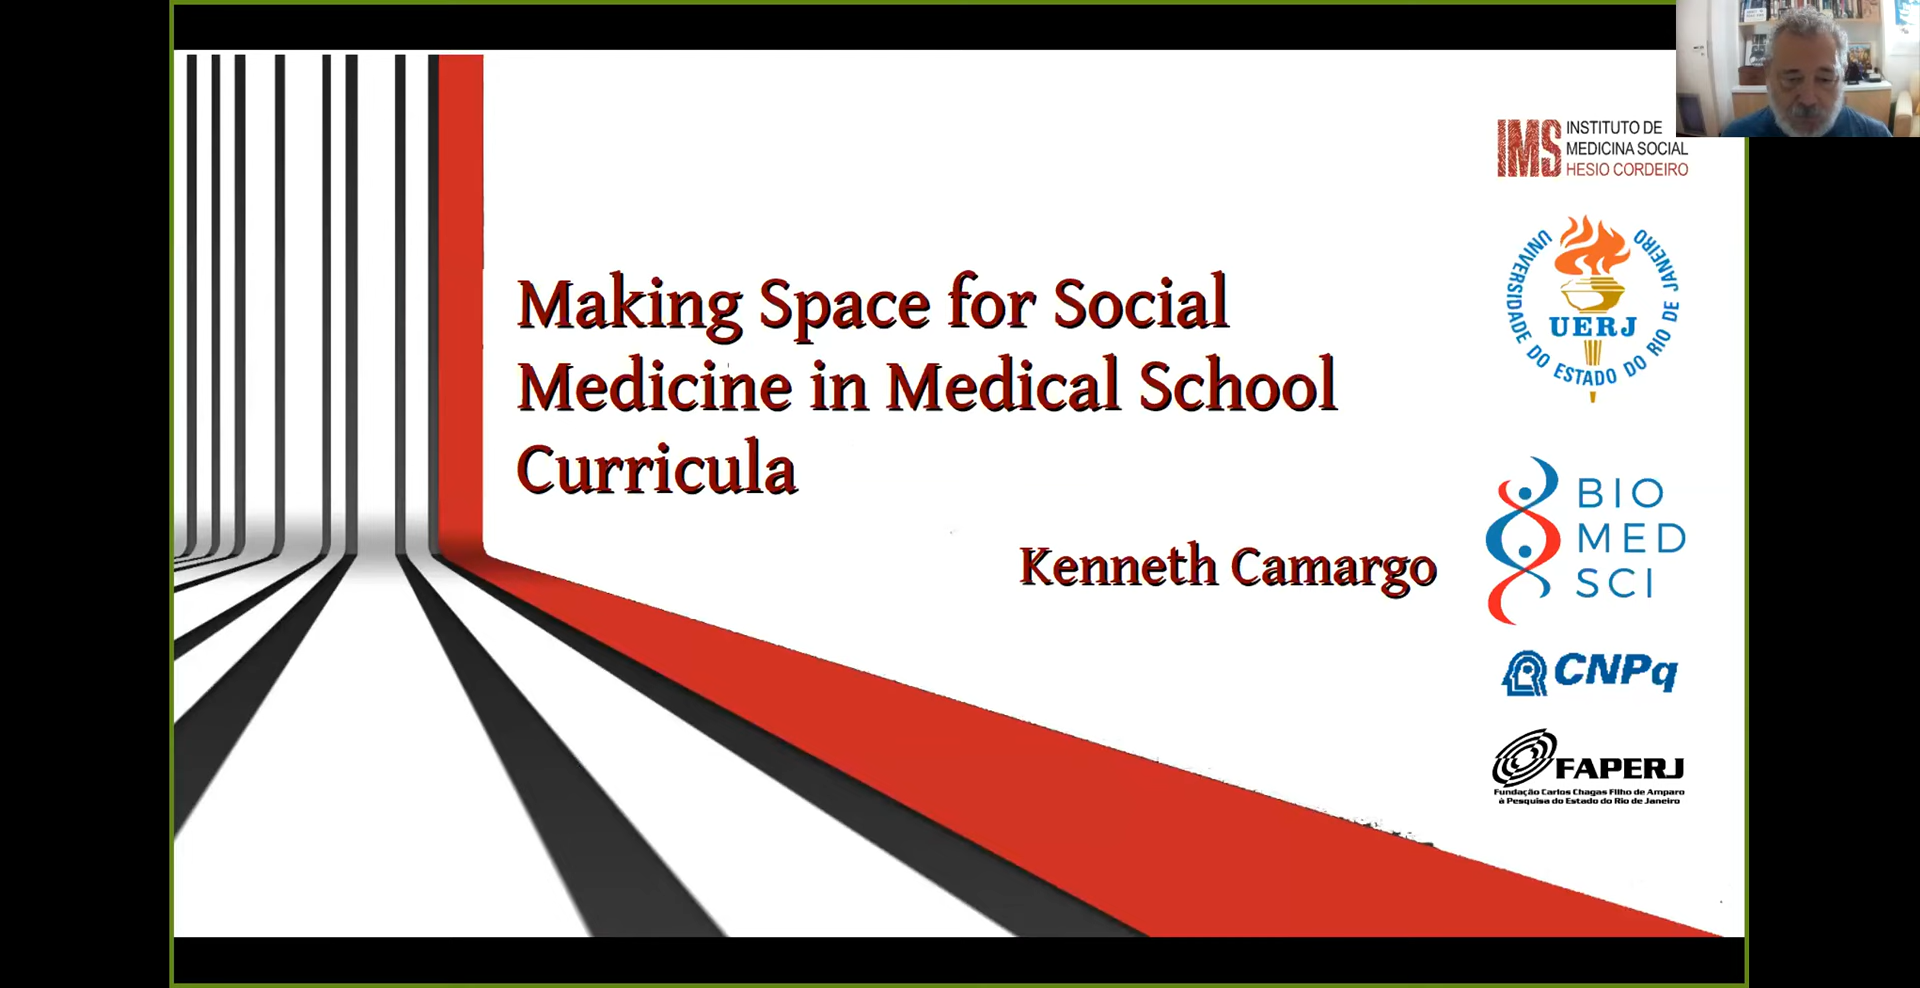 Making Space for Social
Medicine in Medical School
Curricula
Kenneth Camargo
IMS
INSTITUTO DE
MEDICINA SOCIAL
HESIO CORDEIRO
UNIVERSIDADE DO ESTADO DO RIO DE JANEIRO
UERJ
BIO
MED
SCI
CNPq
FAPERJ
Fundação Carlos Chagas Filho de Amparo
à Pesquisa do Estado do Rio de Janeiro